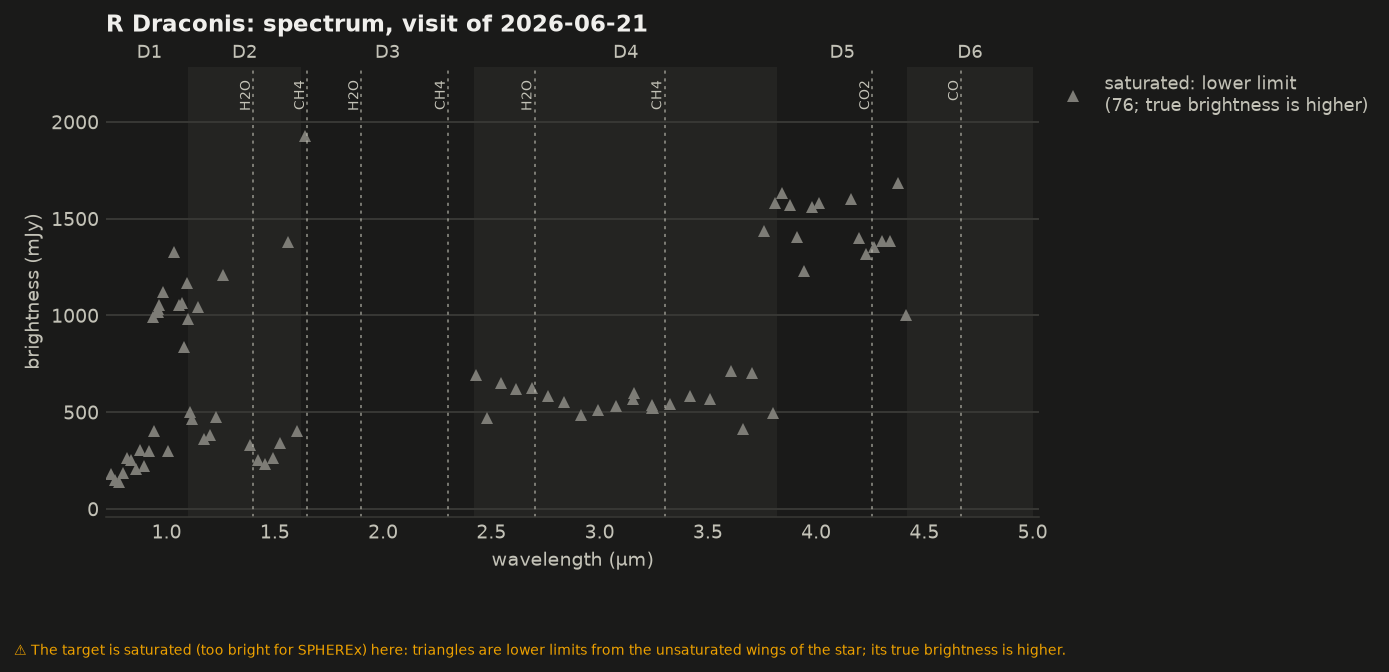 R Draconis: spectrum, visit of 2026-06-21
D1 D2 D3 D4 D5 D6
H2O CH4 H2O CH4 H2O CH4 CO2 CO
saturated: lower limit
(76; true brightness is higher)
brightness (mJy)
2000
1500
1000
500
0
1.0 1.5 2.0 2.5 3.0 3.5 4.0 4.5 5.0
wavelength (µm)
⚠ The target is saturated (too bright for SPHEREx) here: triangles are lower limits from the unsaturated wings of the star; its true brightness is higher.